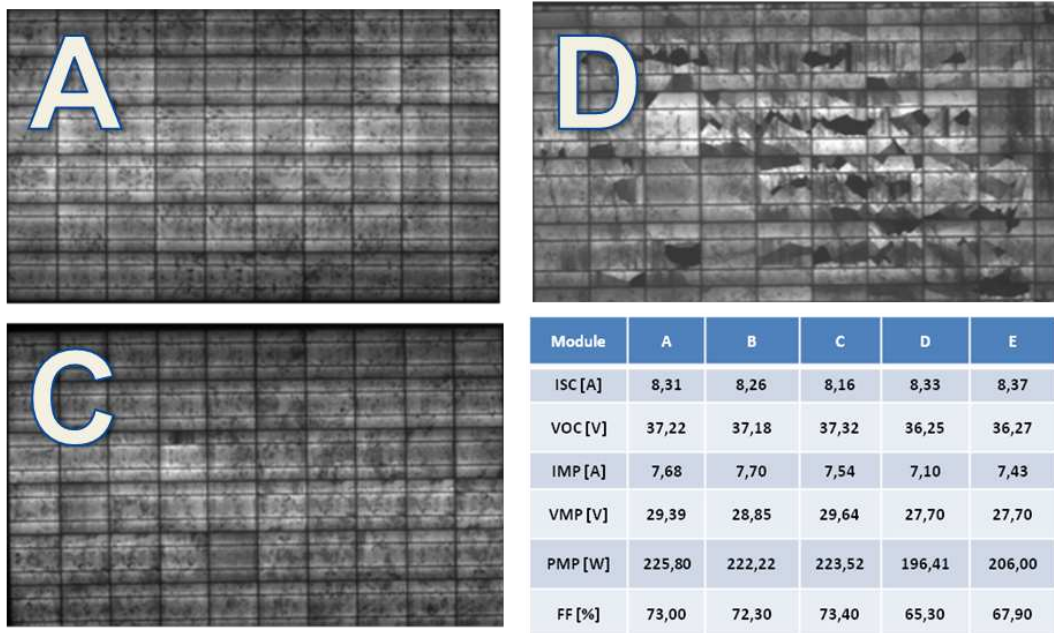 A
D
C
Module A B C D E
ISC [A] 8,31 8,26 8,16 8,33 8,37
VOC [V] 37,22 37,18 37,32 36,25 36,27
IMP [A] 7,68 7,70 7,54 7,10 7,43
VMP [V] 29,39 28,85 29,64 27,70 27,70
PMP [W] 225,80 222,22 223,52 196,41 206,00
FF [%] 73,00 72,30 73,40 65,30 67,90